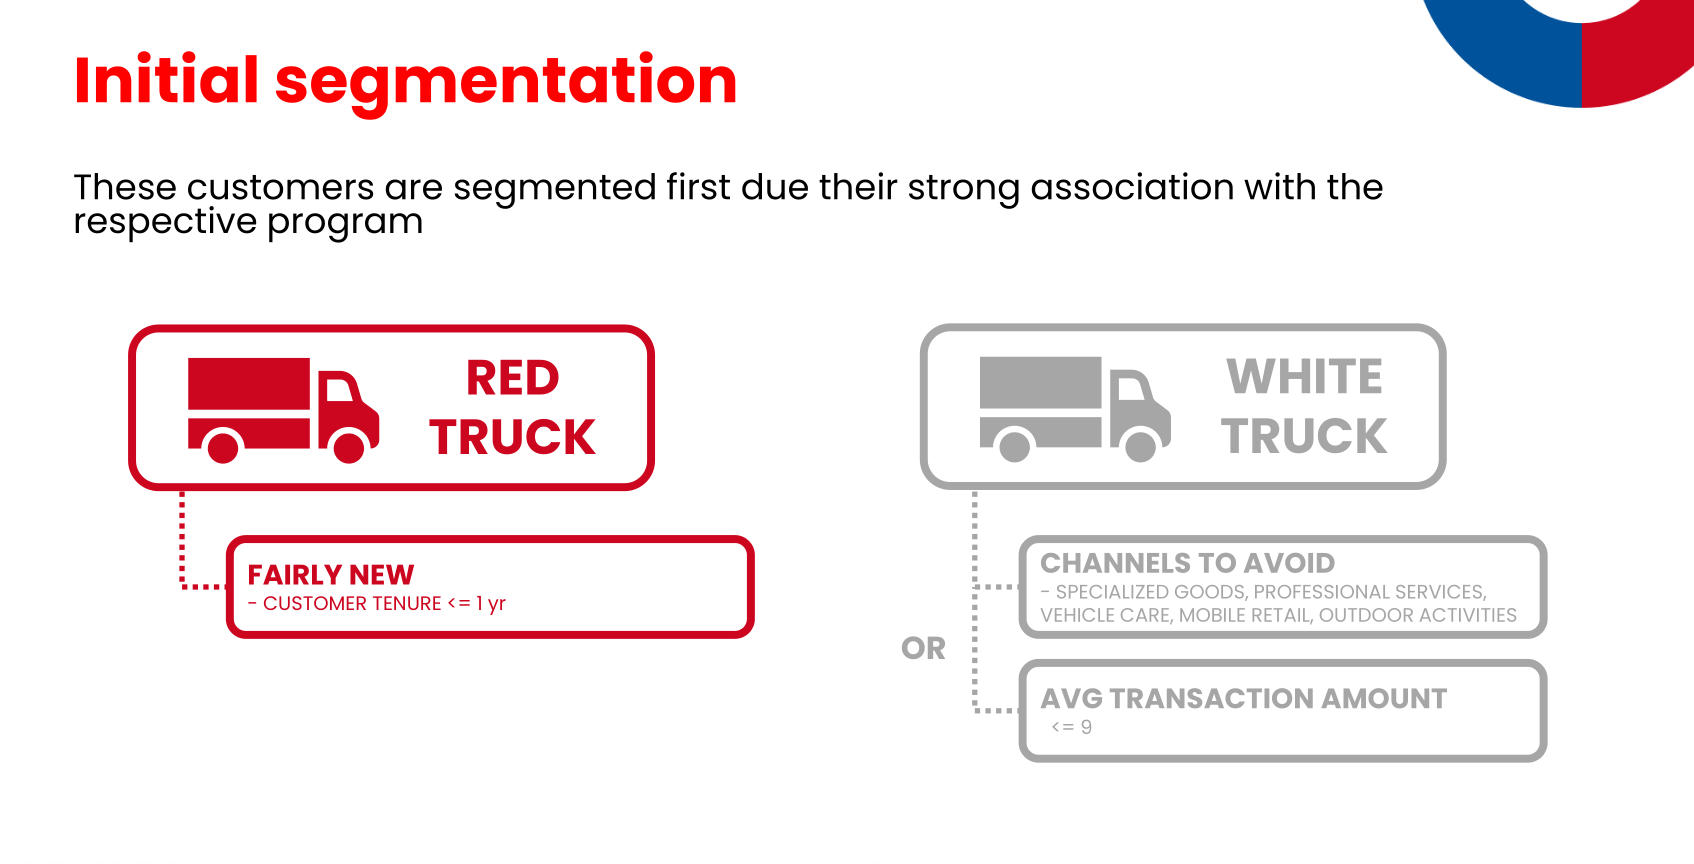 Initial segmentation
These customers are segmented first due their strong association with the
respective program
RED
TRUCK
FAIRLY NEW
- CUSTOMER TENURE <= 1 yr
WHITE
TRUCK
CHANNELS TO AVOID
- SPECIALIZED GOODS, PROFESSIONAL SERVICES,
VEHICLE CARE, MOBILE RETAIL, OUTDOOR ACTIVITIES
OR
AVG TRANSACTION AMOUNT
<= 9